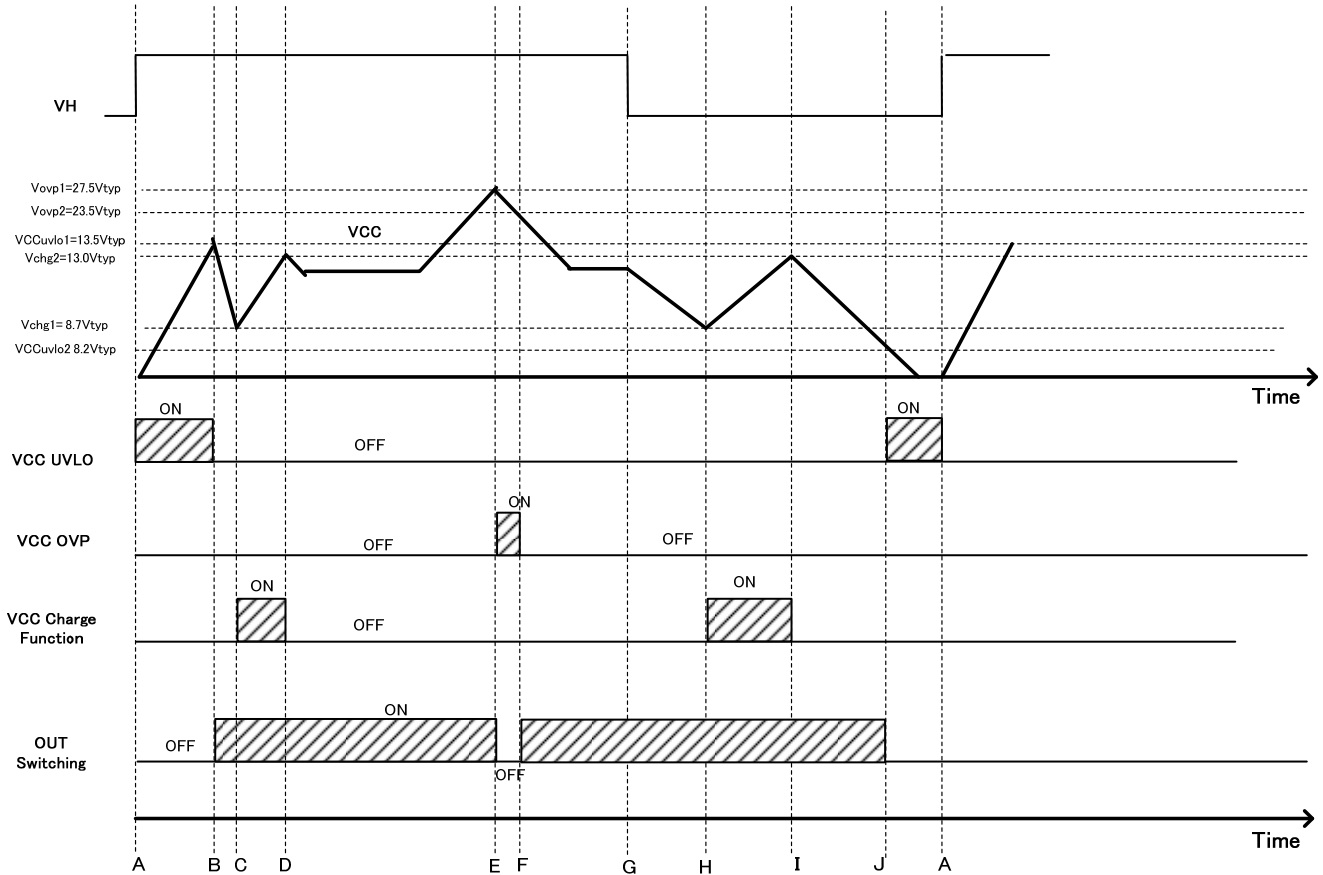 VH
Vovp1=27.5Vtyp
Vovp2=23.5Vtyp
VCC
VCCuvlo1=13.5Vtyp
Vchg2=13.0Vtyp
Vchg1= 8.7Vtyp
VCCuvlo2 8.2Vtyp
Time
ON
ON
OFF
VCC UVLO
ON
VCC OVP
OFF
OFF
ON
ON
VCC Charge
Function
OFF
ON
OFF
OUT
Switching
OFF
Time
A B C D E F G H I J A